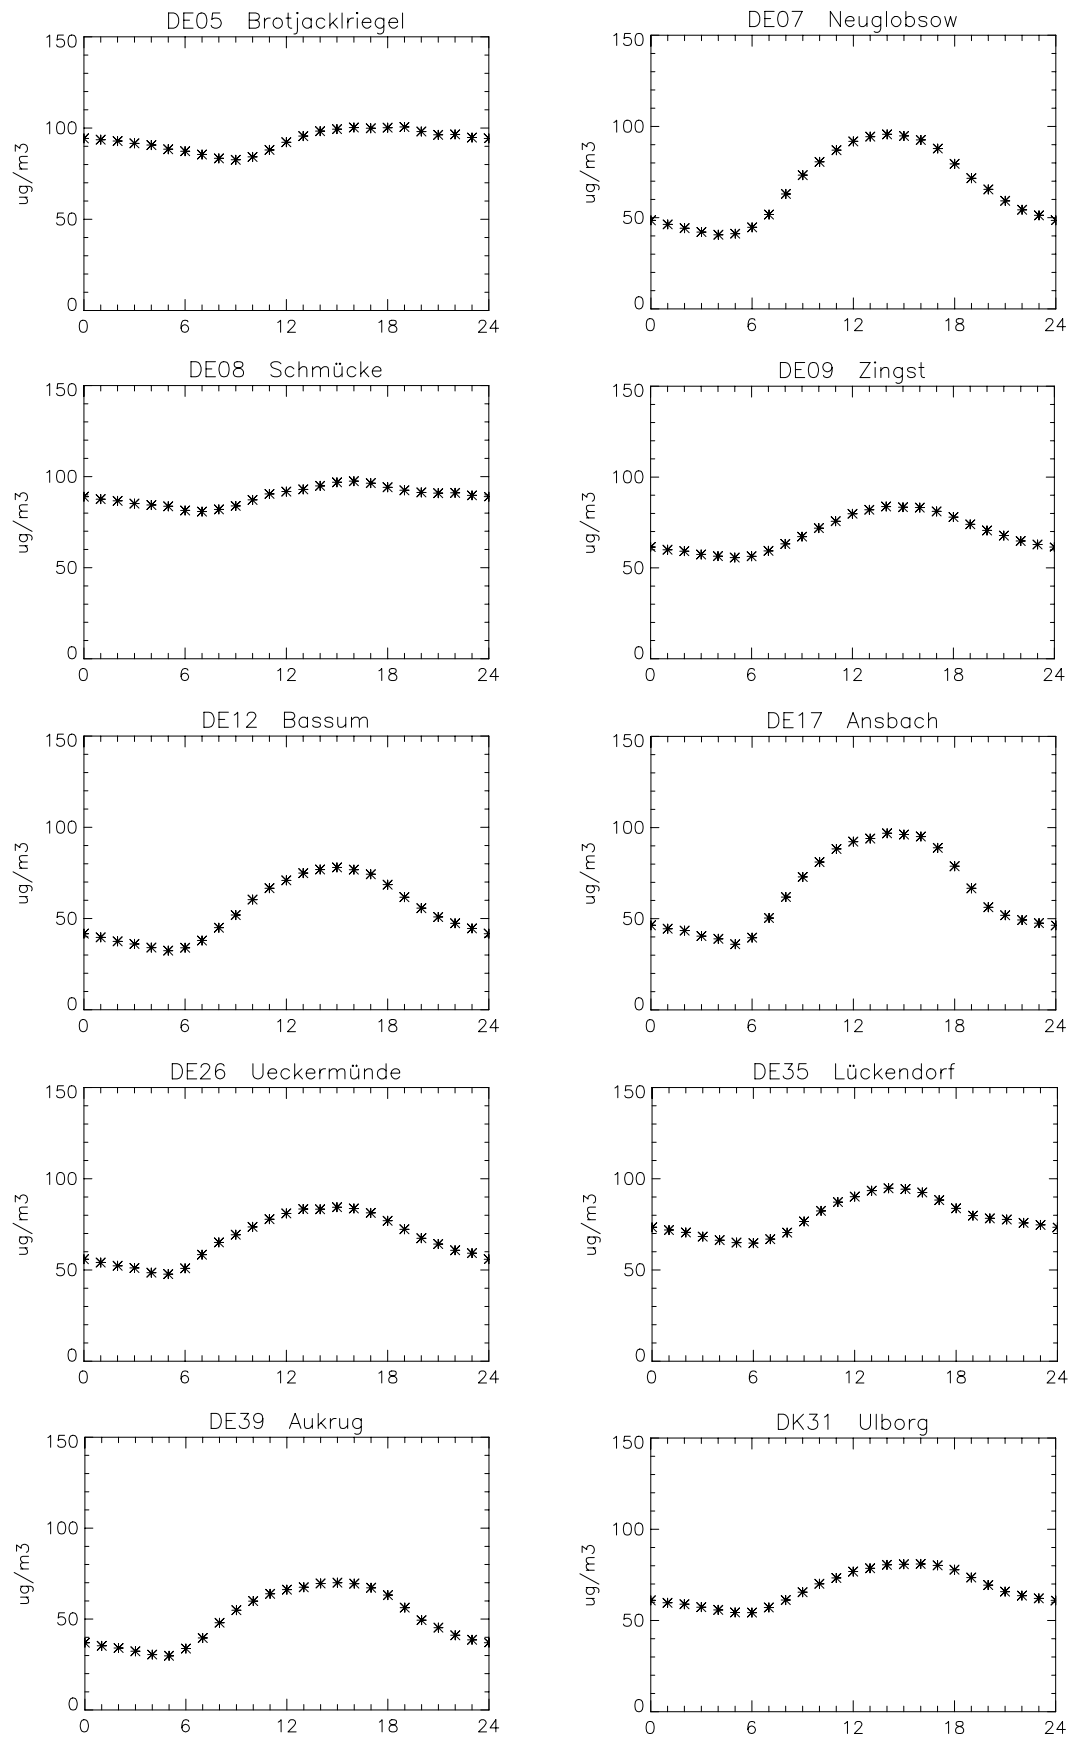 DE05 Brotjacklriegel
150
100
50
0
ug/m3
0 6 12 18 24
DE07 Neuglobsow
150
100
50
0
ug/m3
0 6 12 18 24
DE08 Schmücke
150
100
50
0
ug/m3
0 6 12 18 24
DE09 Zingst
150
100
50
0
ug/m3
0 6 12 18 24
DE12 Bassum
150
100
50
0
ug/m3
0 6 12 18 24
DE17 Ansbach
150
100
50
0
ug/m3
0 6 12 18 24
DE26 Ueckermünde
150
100
50
0
ug/m3
0 6 12 18 24
DE35 Lückendorf
150
100
50
0
ug/m3
0 6 12 18 24
DE39 Aukrug
150
100
50
0
ug/m3
0 6 12 18 24
DK31 Ulborg
150
100
50
0
ug/m3
0 6 12 18 24